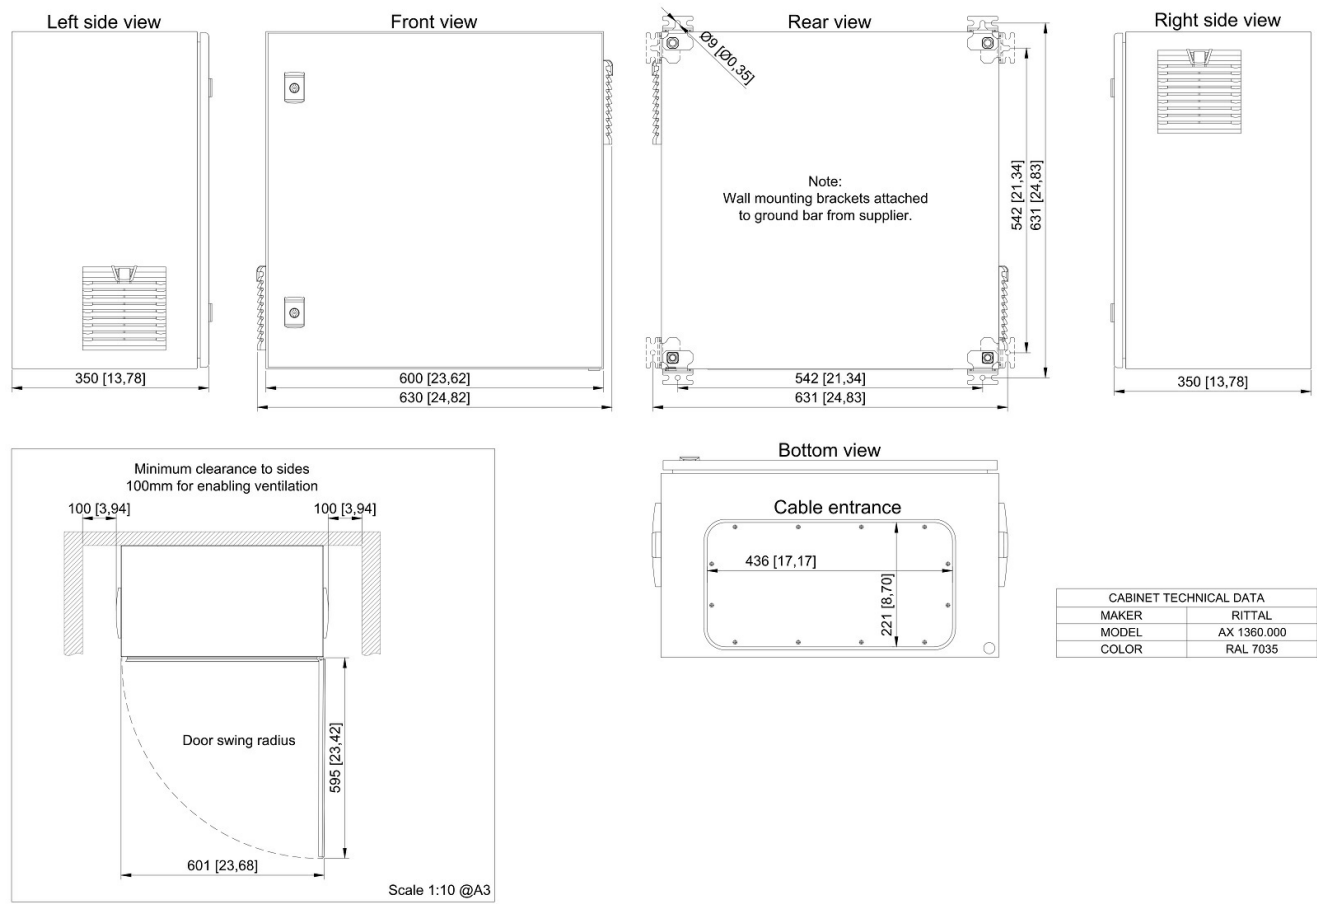 Left side view
Front view
Rear view
Right side view
Ø9 [Ø0,35]
Note:
Wall mounting brackets attached
to ground bar from supplier.
542 [21,34]
631 [24,83]
350 [13,78]
600 [23,62]
630 [24,82]
542 [21,34]
631 [24,83]
350 [13,78]
Minimum clearance to sides
100mm for enabling ventilation
100 [3,94]
100 [3,94]
Door swing radius
595 [23,42]
601 [23,68]
Scale 1:10 @A3
Bottom view
Cable entrance
436 [17,17]
221 [8,70]
CABINET TECHNICAL DATA
MAKER RITTAL
MODEL AX 1360.000
COLOR RAL 7035